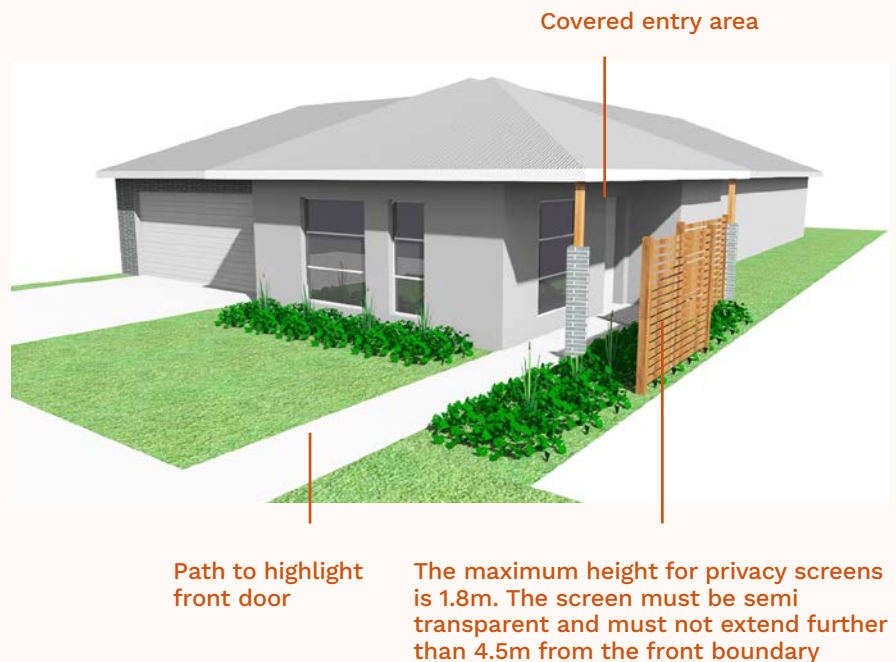 Covered entry area
Path to highlight
front door
The maximum height for privacy screens
is 1.8m. The screen must be semi
transparent and must not extend further
than 4.5m from the front boundary